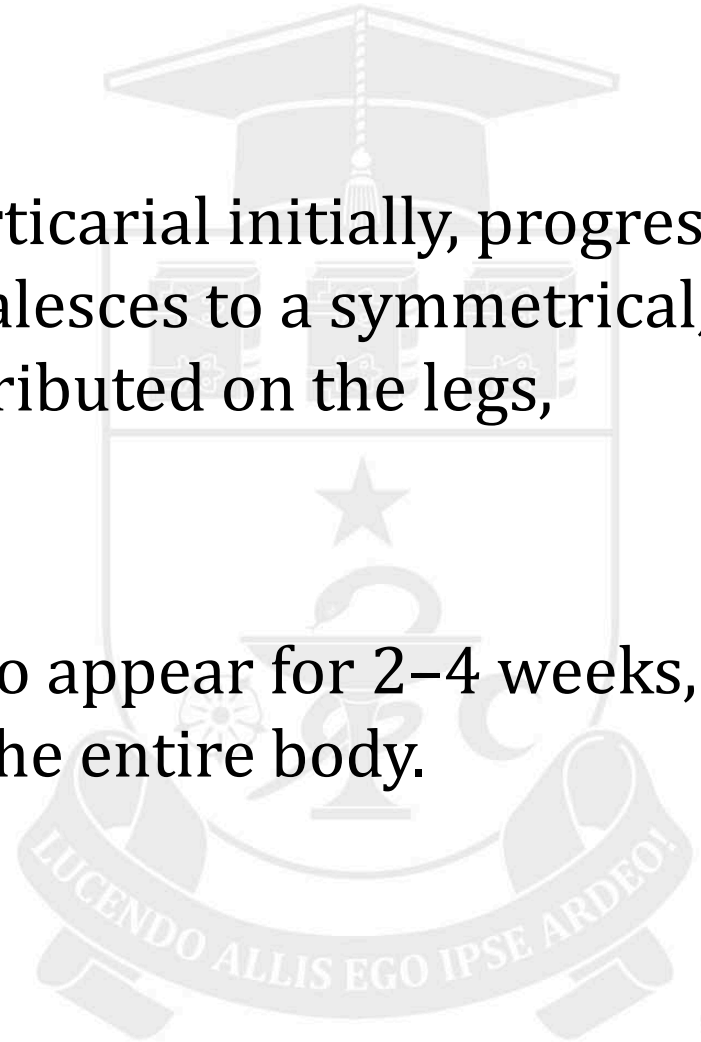 rticarial initially, progres
alesces to a symmetrical,
ributed on the legs,
o appear for 2–4 weeks,
he entire body.
LUCENDO ALLIS EGO IPSE ARDEO!